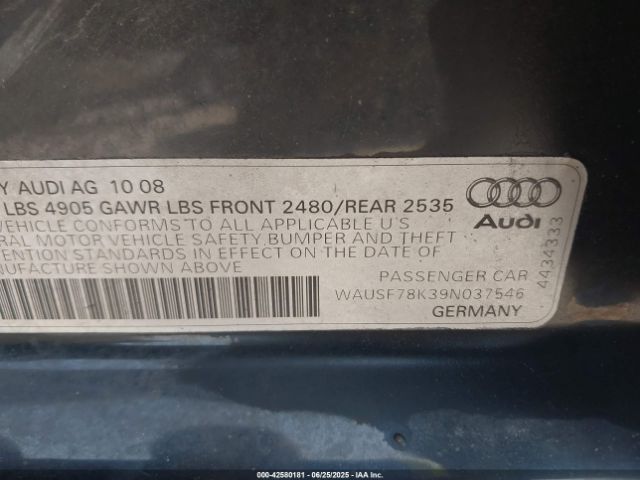 Y AUDI AG 10 08
LBS 4905 GAWR LBS FRONT 2480/REAR 2535
VEHICLE CONFORMS TO ALL APPLICABLE U'S
RAL MOTOR VEHICLE SAFETY, BUMPER AND THEFT
ENTION STANDARDS IN EFFECT ON THE DATE OF
NUFACTURE SHOWN ABOVE
PASSENGER CAR
WAUSF78K39N037546
GERMANY
Audi
4434333
000-42580181 | 06/25/2025 - IAA Inc.